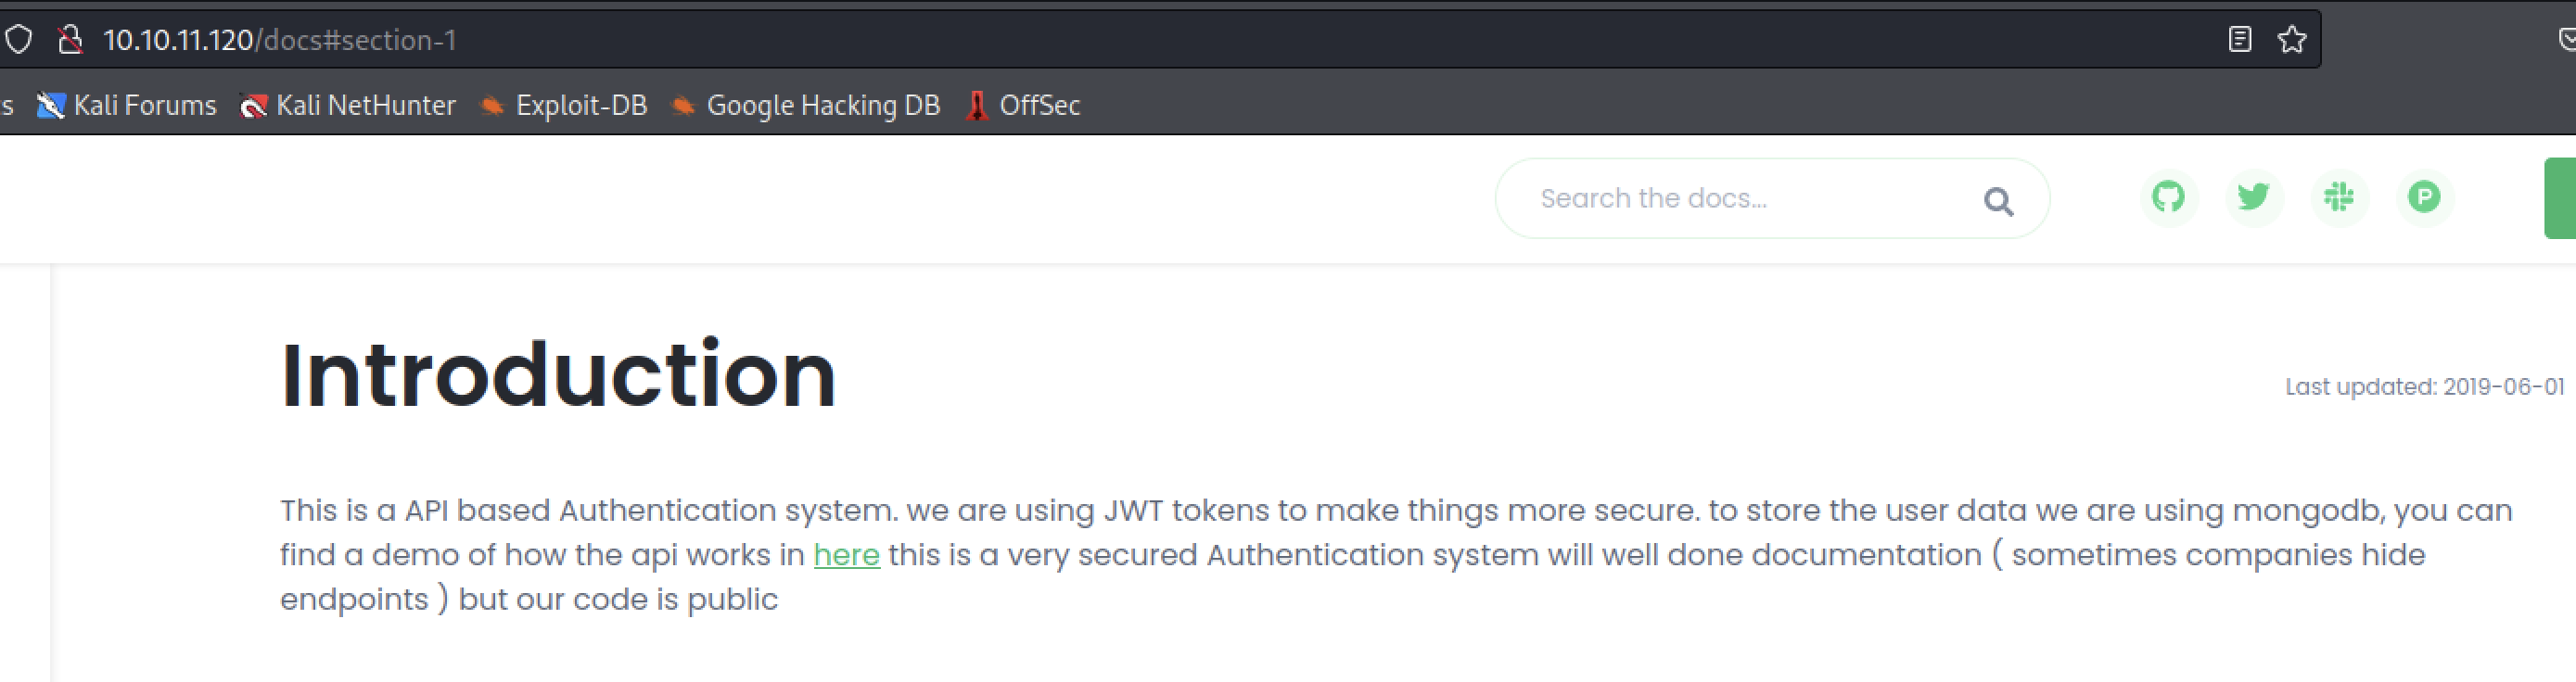 10.10.11.120/docs#section-1
s Kali Forums Kali NetHunter Exploit-DB Google Hacking DB OffSec
Search the docs...
Introduction
Last updated: 2019-06-01
This is a API based Authentication system. we are using JWT tokens to make things more secure. to store the user data we are using mongodb, you can
find a demo of how the api works in here this is a very secured Authentication system will well done documentation ( sometimes companies hide
endpoints ) but our code is public